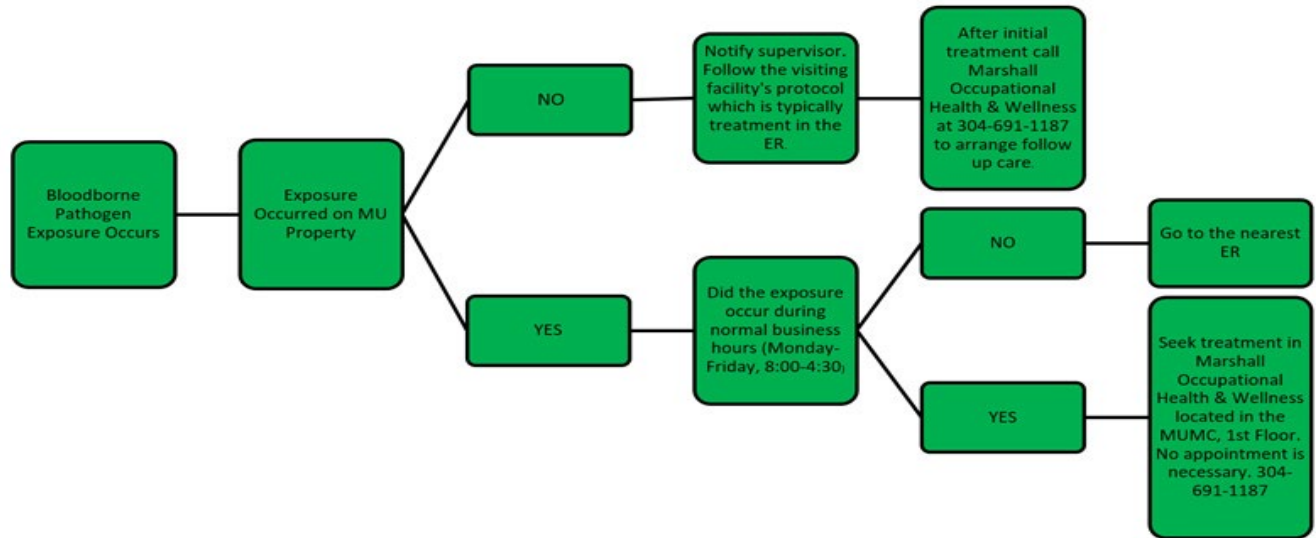 Bloodborne
Pathogen
Exposure Occurs
Exposure
Occurred on MU
Property
NO
Notify supervisor.
Follow the visiting
facility's protocol
which is typically
treatment in the
ER.
After initial
treatment call
Marshall
Occupational
Health & Wellness
at 304-691-1187
to arrange follow
up care.
YES
Did the exposure
occur during
normal business
hours (Monday-
Friday, 8:00-4:30)
NO
Go to the nearest
ER
YES
Seek treatment in
Marshall
Occupational
Health & Wellness
located in the
MUMC, 1st Floor.
No appointment is
necessary. 304-
691-1187